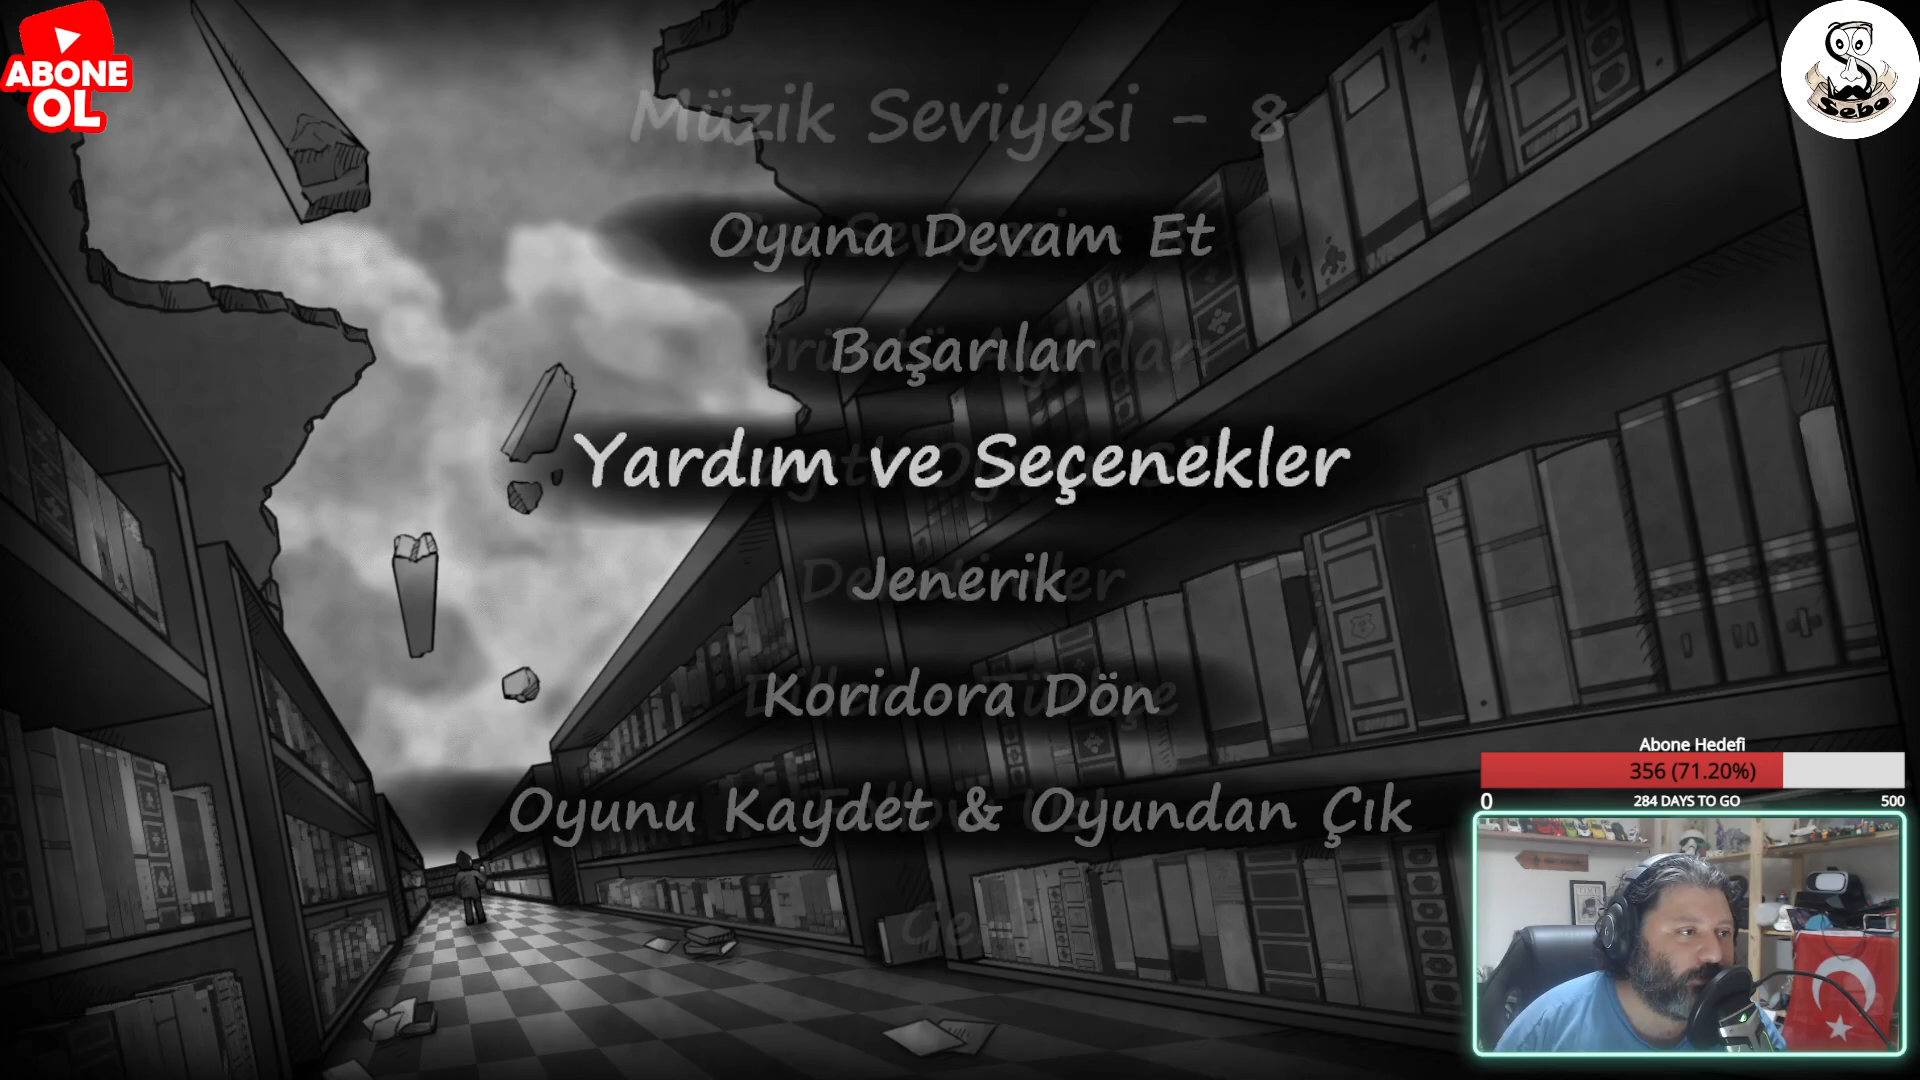 ABONE
OL
Sebo
Müzik Seviyesi - 8
Oyuna Devam Et
Başarılar
Yardım ve Seçenekler
Jenerik
Koridora Dön
Oyunu Kaydet & Oyundan Çık
Abone Hedefi
356 (71.20%)
0
284 DAYS TO GO
500